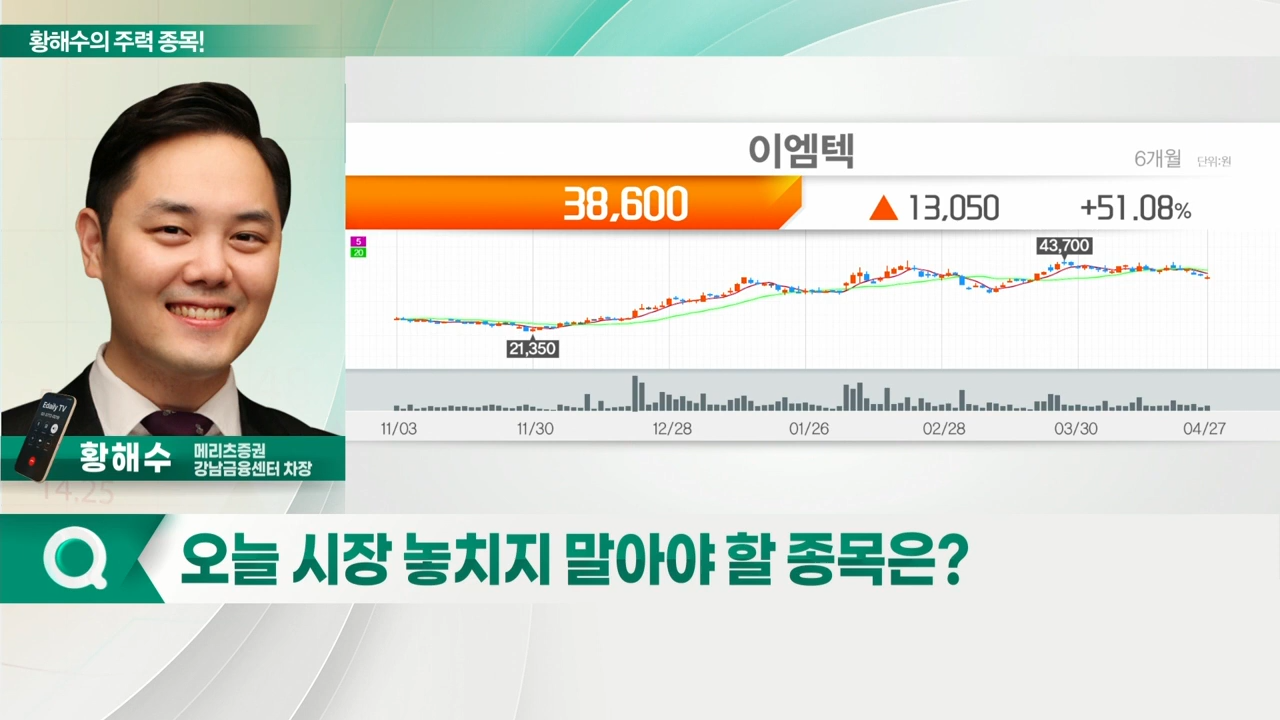 황해수의 주력 종목!
이엠텍
6개월 단위:원
38,600 ▲ 13,050 +51.08%
5
20
43,700
21,350
11/03 11/30 12/28 01/26 02/28 03/30 04/27
Edaily TV
황해수
메리츠증권
강남금융센터 차장
14.25
Q 오늘 시장 놓치지 말아야 할 종목은?